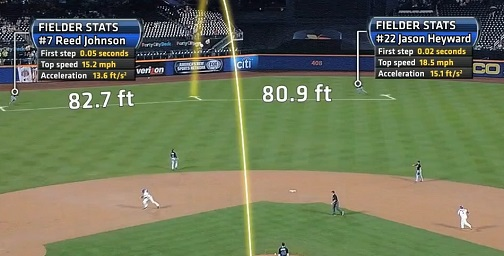 FIELDER STATS
#7 Reed Johnson
First step 0.05 seconds
Top speed 15.2 mph
Acceleration 13.6 ft/s²
FIELDER STATS
#22 Jason Heyward
First step 0.02 seconds
Top speed 18.5 mph
Acceleration 15.1 ft/s²
verizon
citi
CO
82.7 ft
80.9 ft